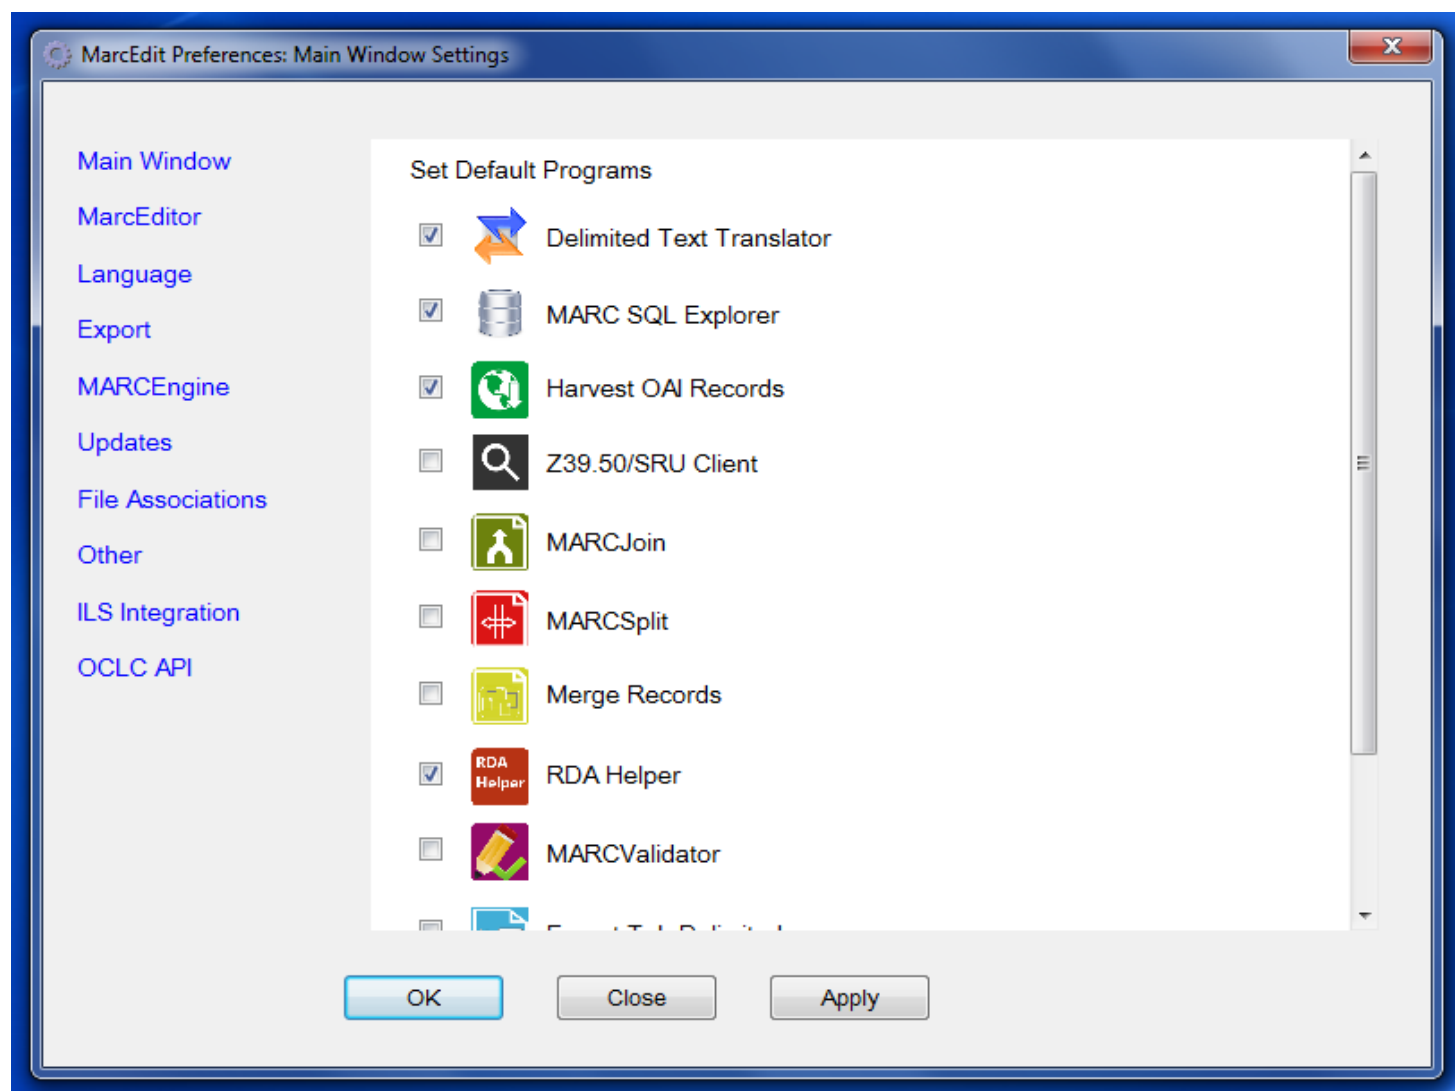 MarcEdit Preferences: Main Window Settings
Main Window
MarcEditor
Language
Export
MARCEngine
Updates
File Associations
Other
ILS Integration
OCLC API
Set Default Programs
Delimited Text Translator
MARC SQL Explorer
Harvest OAI Records
Z39.50/SRU Client
MARCJoin
MARCSplit
Merge Records
RDA
Helper
RDA Helper
MARCValidator
OK
Close
Apply